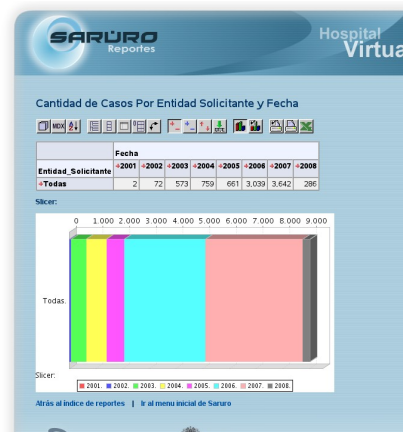 SARURO
Reportes
Hospital
Virtua
Cantidad de Casos Por Entidad Solicitante y Fecha
MDX
Fecha
Entidad_Solicitante +2001 +2002 +2003 +2004 +2005 +2006 +2007 +2008
+Todas 2 72 573 759 661 3,039 3,642 286
Slicer:
0 1.000 2.000 3.000 4.000 5.000 6.000 7.000 8.000 9.000
Todas.
Slicer:
2001. 2002. 2003. 2004. 2005. 2006. 2007. 2008.
Atrás al índice de reportes | Ir al menu inicial de Saruro